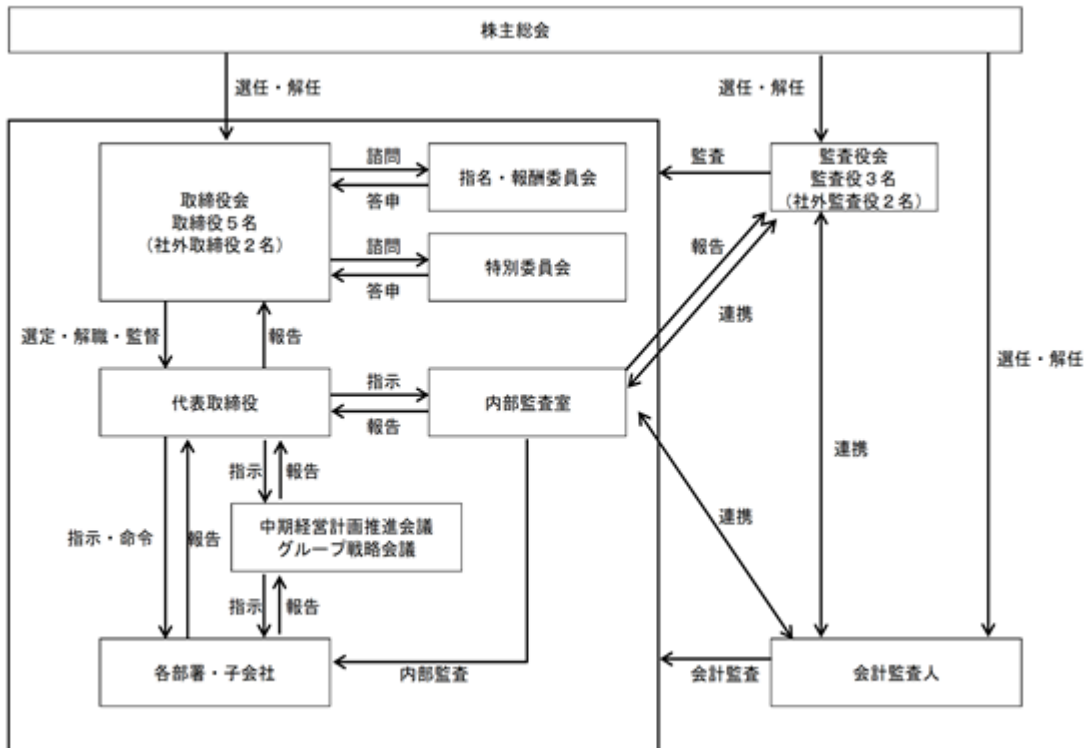 株主総会
選任・解任
選任・解任
監査役会
監査役３名
（社外監査役２名）
監査
諮問
指名・報酬委員会
答申
取締役会
取締役５名
（社外取締役２名）
諮問
特別委員会
答申
報告
連携
選定・解職・監督
報告
選任・解任
代表取締役
指示
報告
内部監査室
連携
指示
報告
中期経営計画推進会議
グループ戦略会議
連携
指示・命令
報告
指示
報告
各部署・子会社
内部監査
会計監査
会計監査人